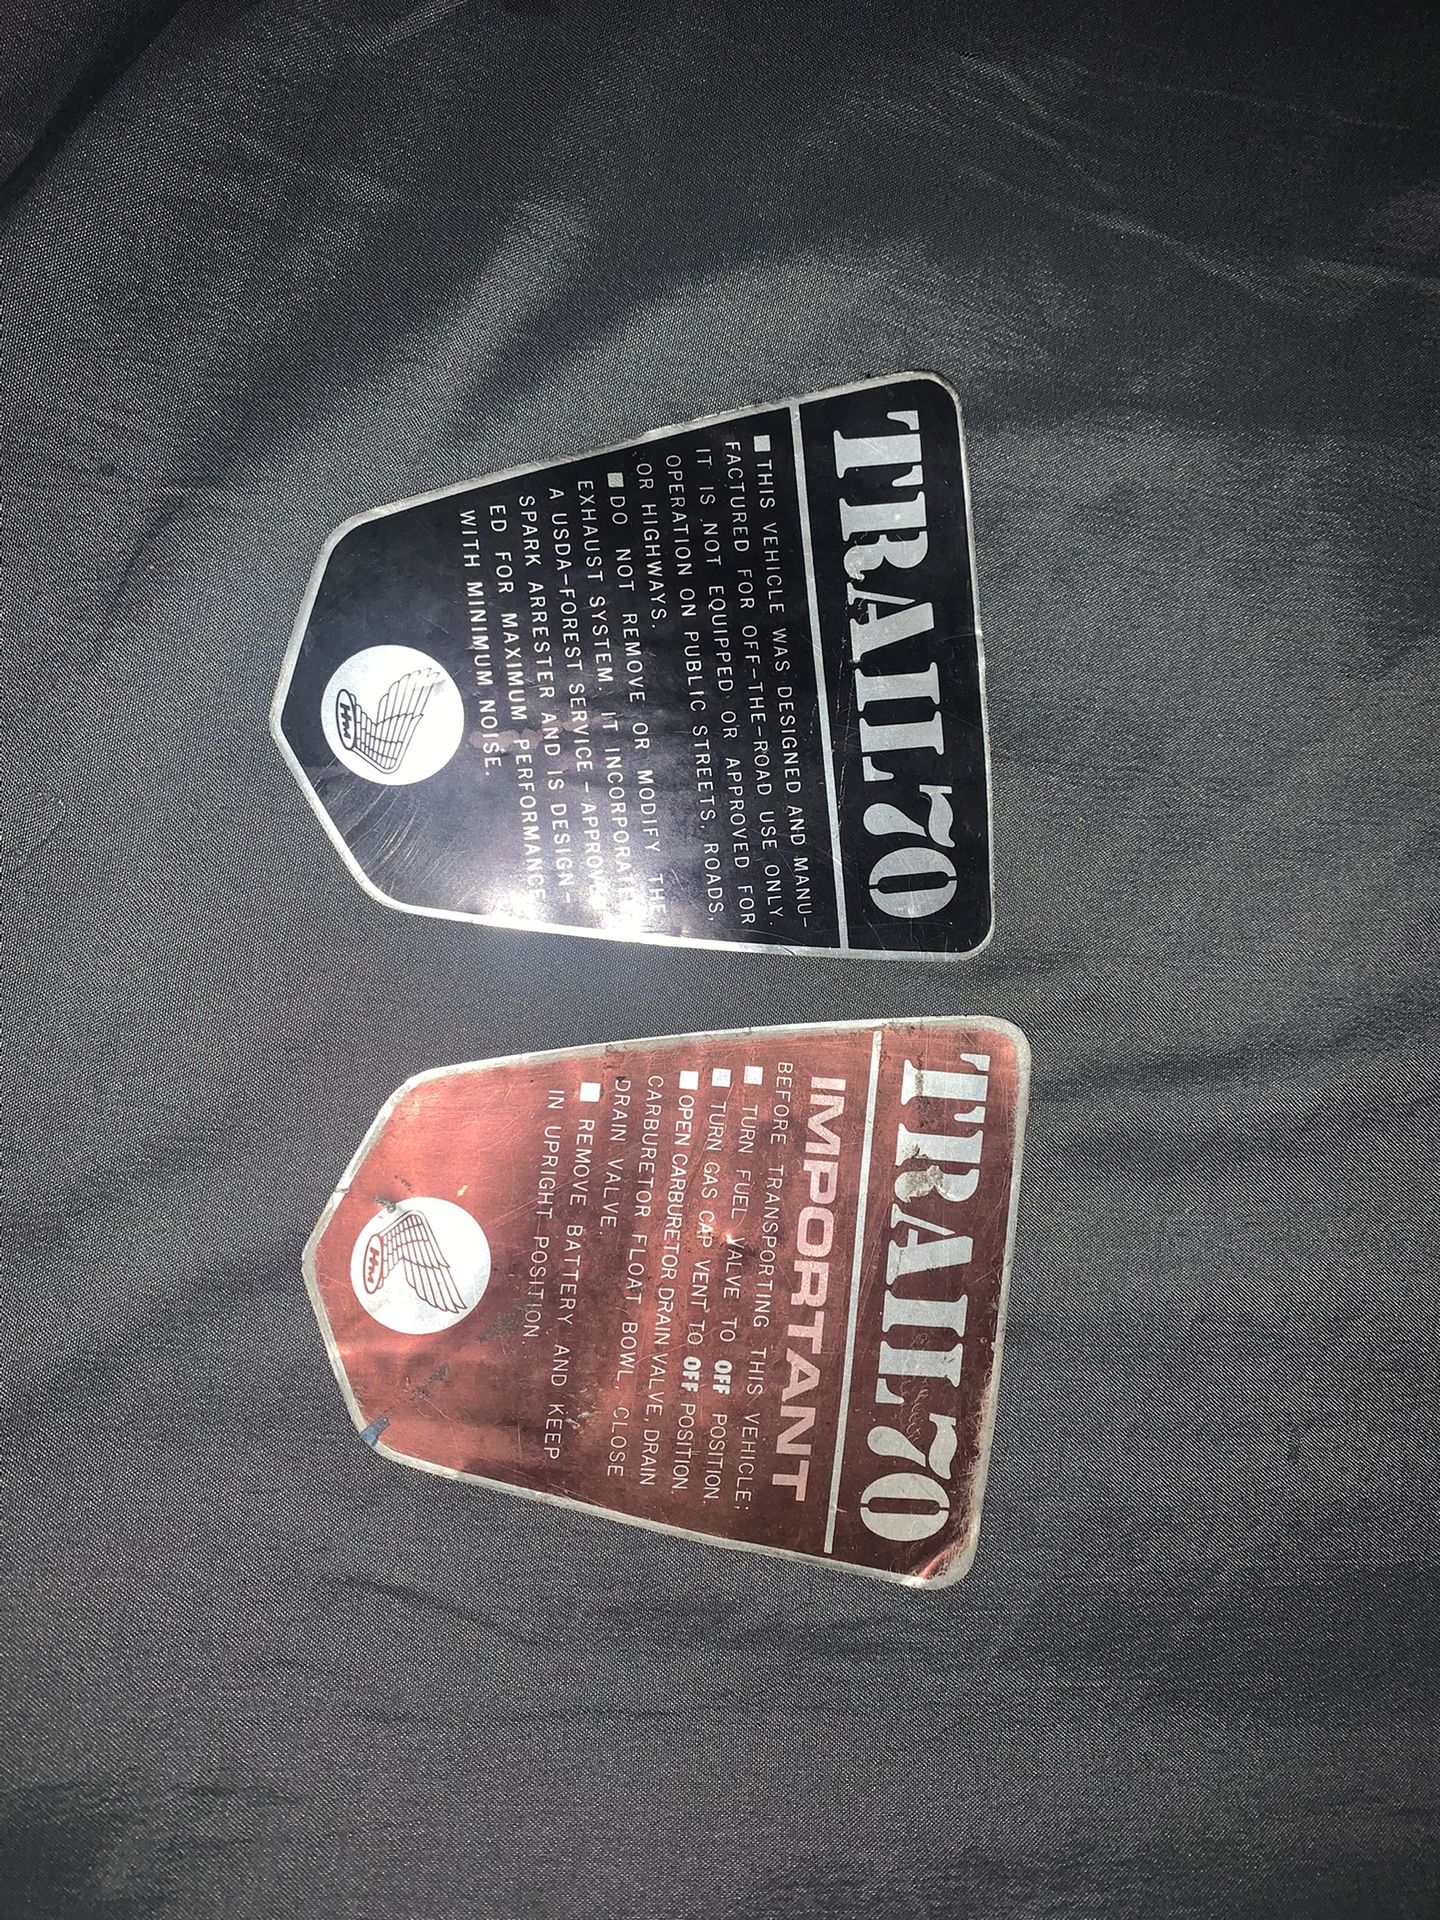 TRAIL70
■ THIS VEHICLE WAS DESIGNED AND MANU-
FACTURED FOR OFF-THE-ROAD USE ONLY.
IT IS NOT EQUIPPED OR APPROVED FOR
OPERATION ON PUBLIC STREETS, ROADS,
OR HIGHWAYS.
■ DO NOT REMOVE OR MODIFY THE
EXHAUST SYSTEM. IT INCORPORATE
A USDA-FOREST SERVICE-APPROVE
SPARK ARRESTER AND IS DESIGN-
ED FOR MAXIMUM PERFORMANCE
WITH MINIMUM NOISE.
HM
TRAIL70
IMPORTANT
BEFORE TRANSPORTING THIS VEHICLE;
■ TURN FUEL VALVE TO OFF POSITION.
■ TURN GAS CAP VENT TO OFF POSITION
■ OPEN CARBURETOR DRAIN VALVE, DRAIN
CARBURETOR FLOAT BOWL, CLOSE
DRAIN VALVE.
■ REMOVE BATTERY AND KEEP
IN UPRIGHT POSITION.
HM